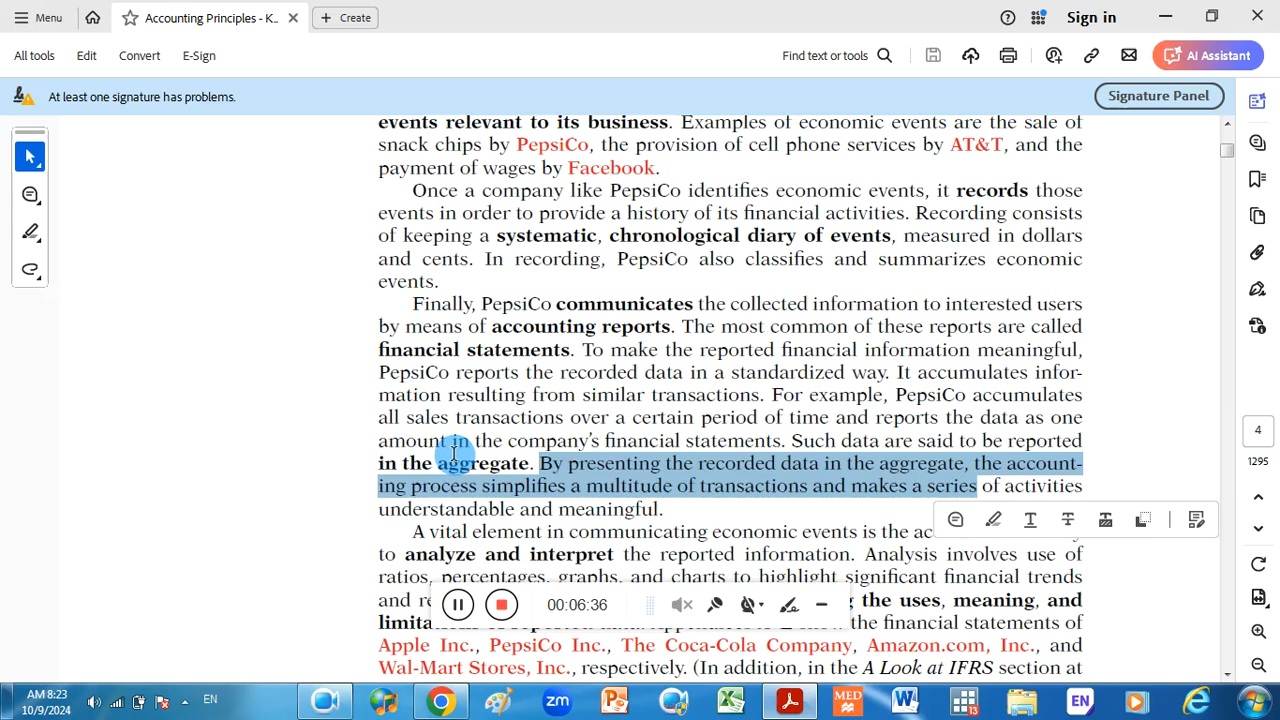 Menu
Accounting Principles - K...
Create
Sign in
All tools
Edit
Convert
E-Sign
Find text or tools
AI Assistant
At least one signature has problems.
Signature Panel
events relevant to its business. Examples of economic events are the sale of
snack chips by PepsiCo, the provision of cell phone services by AT&T, and the
payment of wages by Facebook.
Once a company like PepsiCo identifies economic events, it records those
events in order to provide a history of its financial activities. Recording consists
of keeping a systematic, chronological diary of events, measured in dollars
and cents. In recording, PepsiCo also classifies and summarizes economic
events.
Finally, PepsiCo communicates the collected information to interested users
by means of accounting reports. The most common of these reports are called
financial statements. To make the reported financial information meaningful,
PepsiCo reports the recorded data in a standardized way. It accumulates infor-
mation resulting from similar transactions. For example, PepsiCo accumulates
all sales transactions over a certain period of time and reports the data as one
amount in the company's financial statements. Such data are said to be reported
in the aggregate. By presenting the recorded data in the aggregate, the account-
ing process simplifies a multitude of transactions and makes a series of activities
understandable and meaningful.
A vital element in communicating economic events is the
to analyze and interpret the reported information. Analysis involves use of
ratios, percentages, graphs, and charts to highlight significant financial trends
and
the uses, meaning, and
the financial statements of
Apple Inc., PepsiCo Inc., The Coca-Cola Company, Amazon.com, Inc., and
Wal-Mart Stores, Inc., respectively. (In addition, in the A Look at IFRS section at
4
1295
00:06:36
AM 8:23
10/9/2024
EN
zm
MED
13
EN